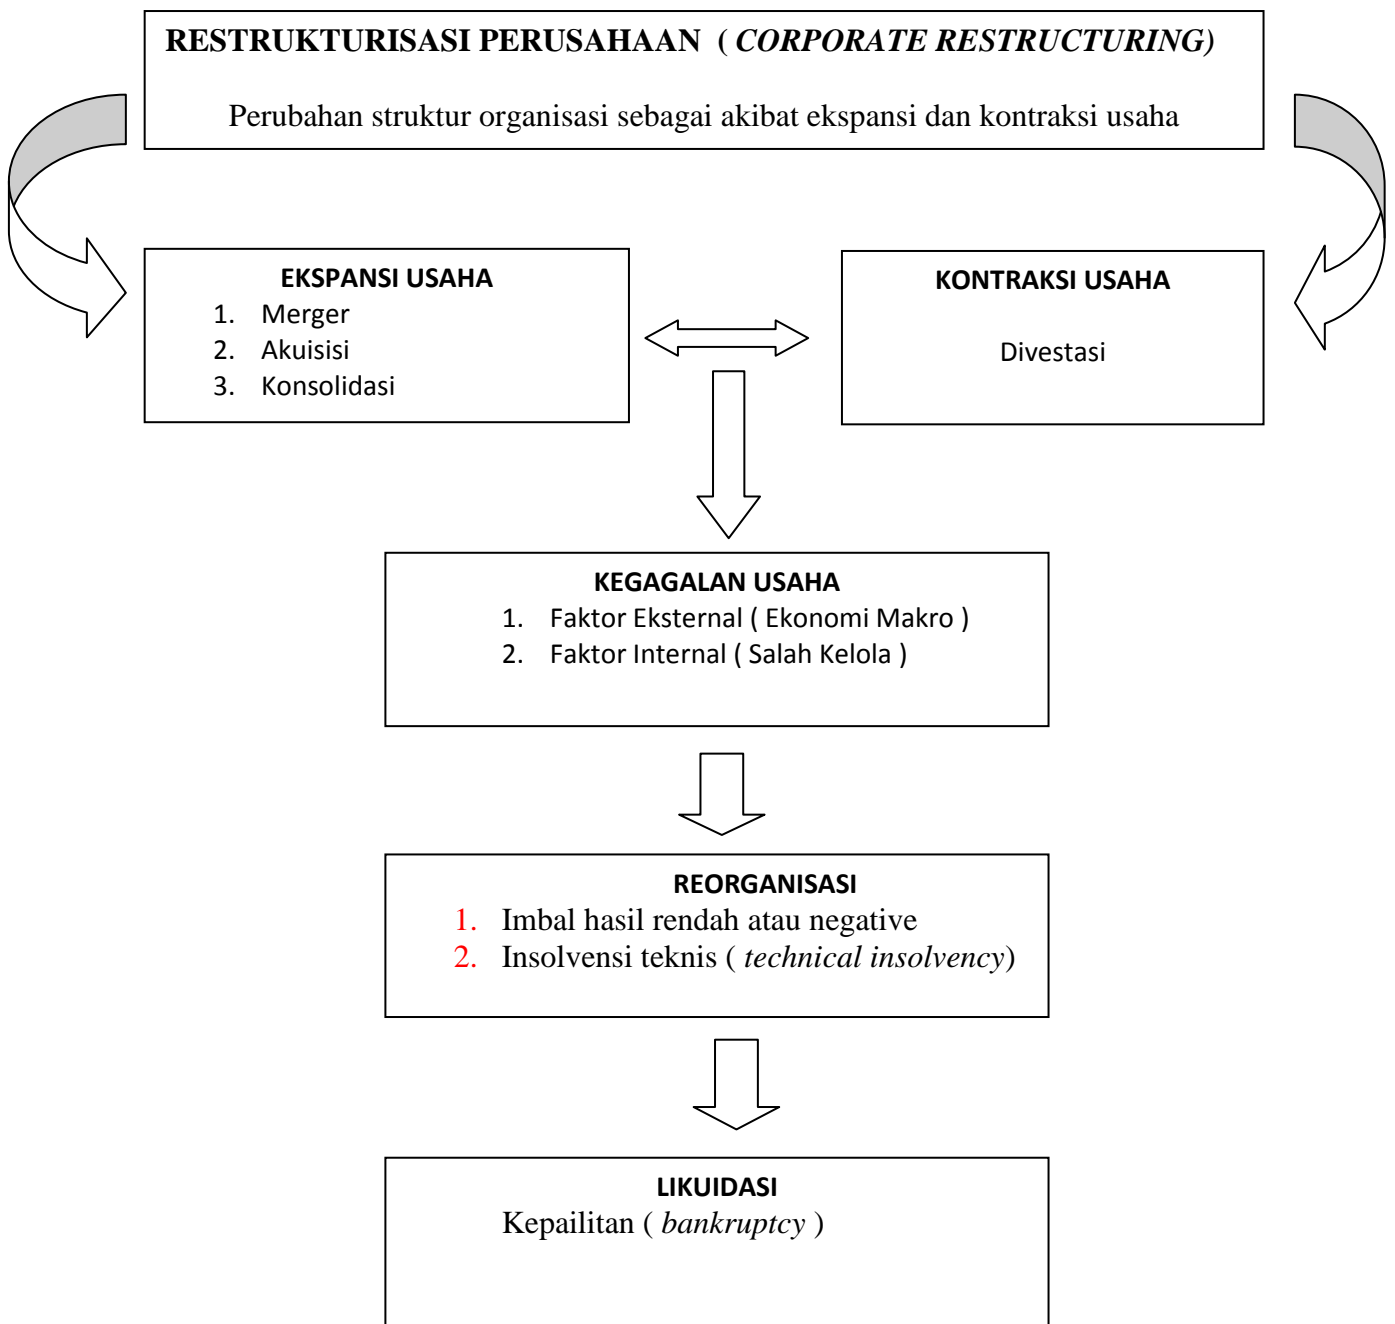 RESTRUKTURISASI PERUSAHAAN ( CORPORATE RESTRUCTURING)
Perubahan struktur organisasi sebagai akibat ekspansi dan kontraksi usaha
EKSPANSI USAHA
1. Merger
2. Akuisisi
3. Konsolidasi
KONTRAKSI USAHA
Divestasi
KEGAGALAN USAHA
1. Faktor Eksternal ( Ekonomi Makro )
2. Faktor Internal ( Salah Kelola )
REORGANISASI
1. Imbal hasil rendah atau negative
2. Insolvensi teknis ( technical insolvency)
LIKUIDASI
Kepailitan ( bankruptcy )